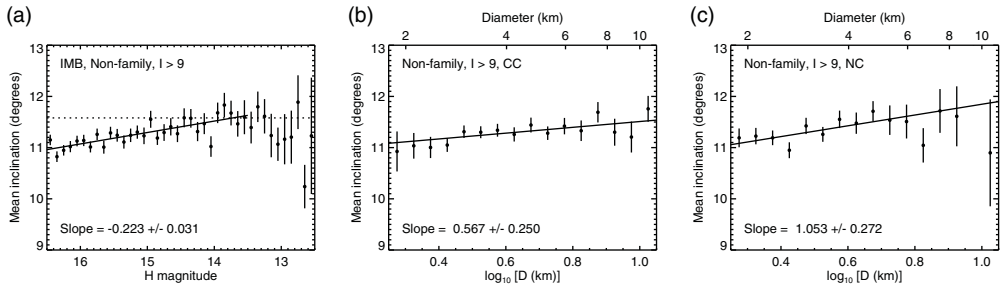 (a)
IMB, Non-family, I > 9
Slope = -0.223 +/- 0.031
Mean inclination (degrees)
13
12
11
10
9
16 15 14 13
H magnitude
(b)
Diameter (km)
2 4 6 8 10
Non-family, I > 9, CC
Slope = 0.567 +/- 0.250
Mean inclination (degrees)
13
12
11
10
9
0.4 0.6 0.8 1.0
log10 [D (km)]
(c)
Diameter (km)
2 4 6 8 10
Non-family, I > 9, NC
Slope = 1.053 +/- 0.272
Mean inclination (degrees)
13
12
11
10
9
0.4 0.6 0.8 1.0
log10 [D (km)]